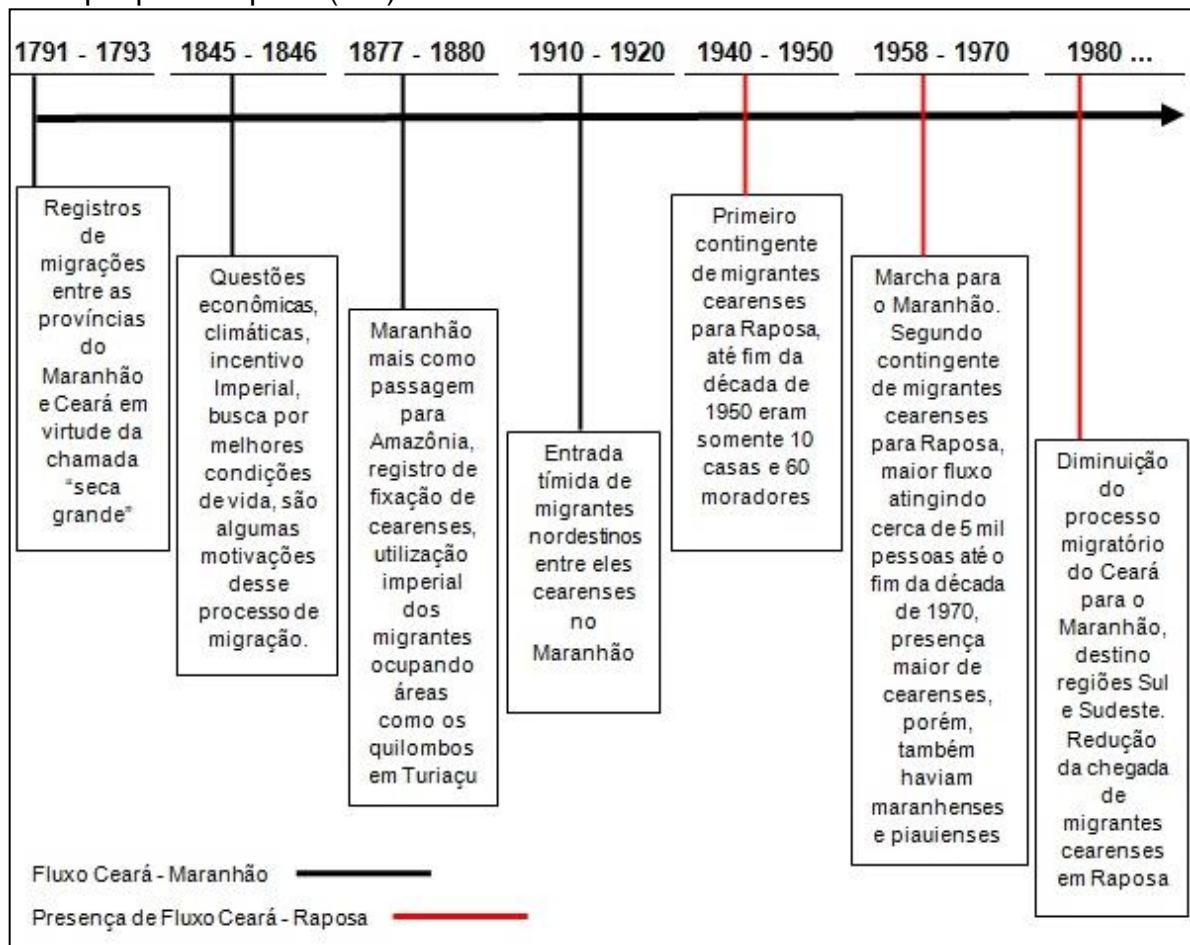 1791 - 1793
1845 - 1846
1877 - 1880
1910 - 1920
1940 - 1950
1958 - 1970
1980 ...
Registros
de
migrações
entre as
províncias
do
Maranhão
e Ceará em
virtude da
chamada
“seca
grande”
Questões
econômicas,
climáticas,
incentivo
Imperial,
busca por
melhores
condições
de vida, são
algumas
motivações
desse
processo de
migração.
Maranhão
mais como
passagem
para
Amazônia,
registro de
fixação de
cearenses,
utilização
imperial
dos
migrantes
ocupando
áreas
como os
quilombos
em Turiaçu
Entrada
tímida de
migrantes
nordestinos
entre eles
cearenses
no
Maranhão
Primeiro
contingente
de migrantes
cearenses
para Raposa,
até fim da
década de
1950 eram
somente 10
casas e 60
moradores
Marcha para
o Maranhão.
Segundo
contingente
de migrantes
cearenses
para Raposa,
maior fluxo
atingindo
cerca de 5 mil
pessoas até o
fim da década
de 1970,
presença
maior de
cearenses,
porém,
também
haviam
maranhenses
e piauienses
Diminuição
do
processo
migratório
do Ceará
para o
Maranhão,
destino
regiões Sul
e Sudeste.
Redução
da chegada
de
migrantes
cearenses
em Raposa
Fluxo Ceará - Maranhão
Presença de Fluxo Ceará - Raposa